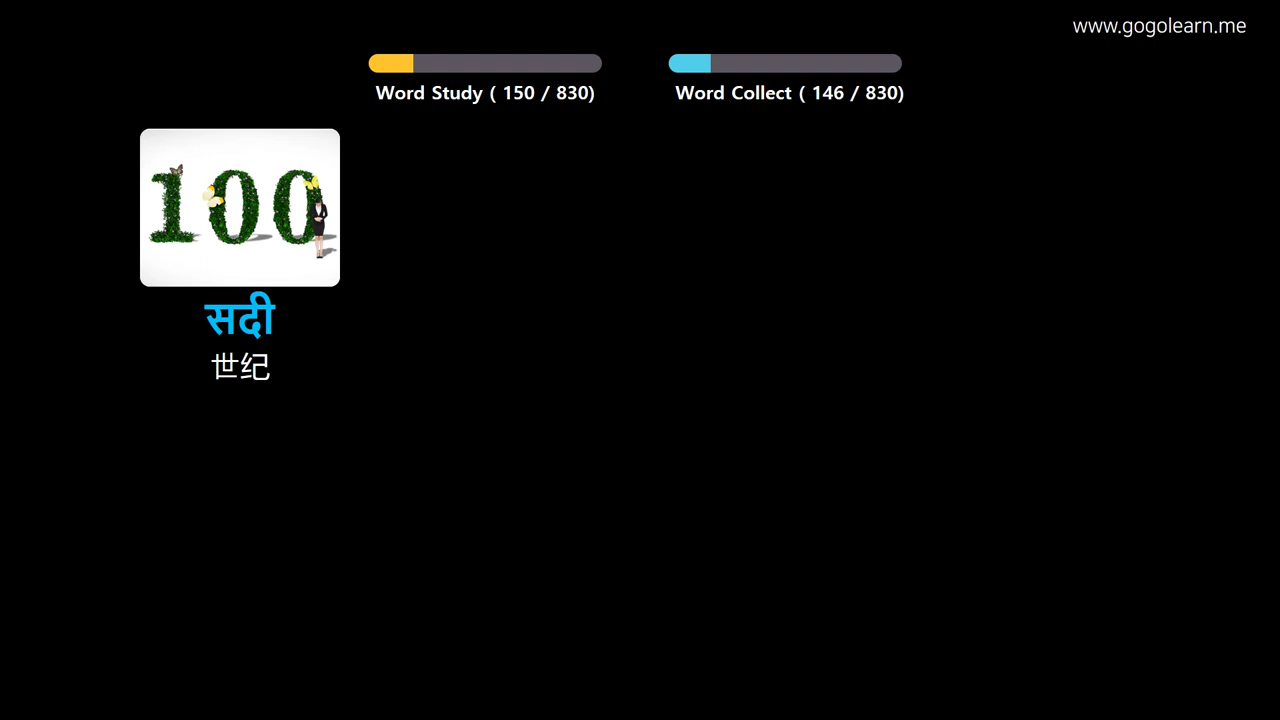 www.gogolearn.me
Word Study ( 150 / 830)
Word Collect ( 146 / 830)
100
सदी
世纪